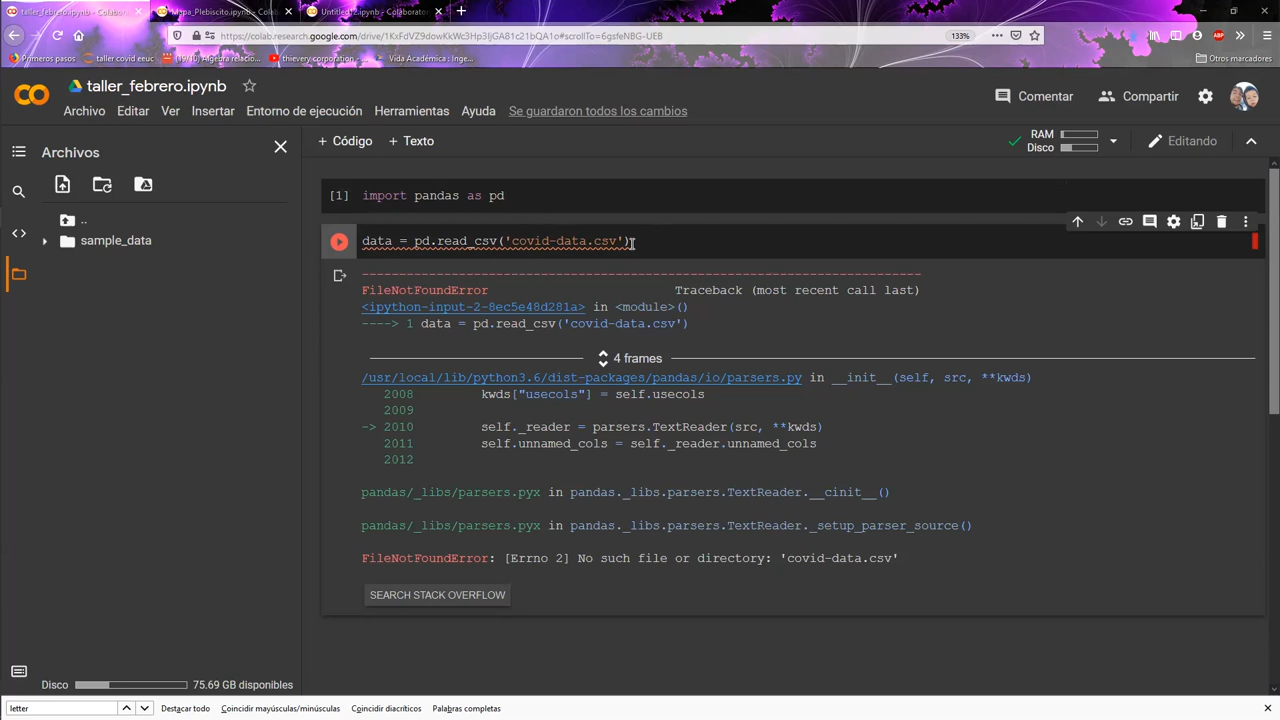 taller_febrero.ipynb - Colabor
Mapa_Plebiscito.ipynb - Colab
Untitled2.ipynb - Colaborator
https://colab.research.google.com/drive/1KxFdVZ9dowKkWc3Hp3IjGA81c21bQA1o#scrollTo=6gsfeNBG-UEB
133%
Primeros pasos
taller covid eeuc
(19/10) Álgebra relacio...
thievery corporation -...
Vida Académica : Inge...
Otros marcadores
taller_febrero.ipynb
Archivo Editar Ver Insertar Entorno de ejecución Herramientas Ayuda Se guardaron todos los cambios
Comentar Compartir
Archivos
+ Código + Texto
RAM
Disco
Editando
..
sample_data
[1] import pandas as pd
data = pd.read_csv('covid-data.csv')
---------------------------------------------------------------------------
FileNotFoundError Traceback (most recent call last)
<ipython-input-2-8ec5e48d281a> in <module>()
----> 1 data = pd.read_csv('covid-data.csv')
4 frames
/usr/local/lib/python3.6/dist-packages/pandas/io/parsers.py in __init__(self, src, **kwds)
2008 kwds["usecols"] = self.usecols
2009
-> 2010 self._reader = parsers.TextReader(src, **kwds)
2011 self.unnamed_cols = self._reader.unnamed_cols
2012
pandas/_libs/parsers.pyx in pandas._libs.parsers.TextReader.__cinit__()
pandas/_libs/parsers.pyx in pandas._libs.parsers.TextReader._setup_parser_source()
FileNotFoundError: [Errno 2] No such file or directory: 'covid-data.csv'
SEARCH STACK OVERFLOW
Disco 75.69 GB disponibles
letter
Destacar todo Coincidir mayúsculas/minúsculas Coincidir diacríticos Palabras completas